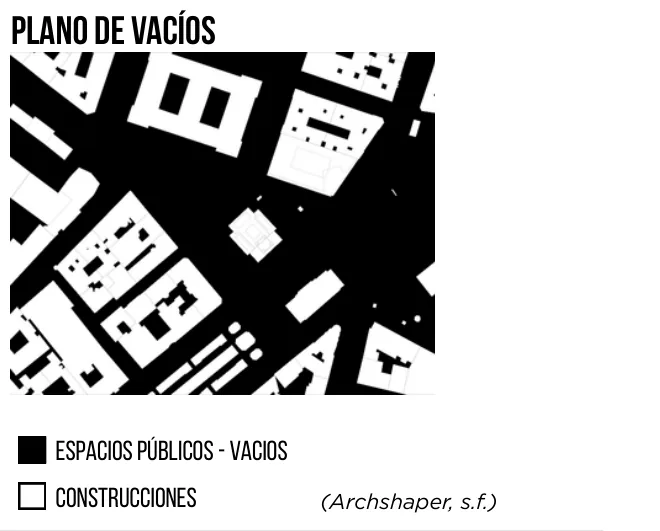 PLANO DE VACÍOS
ESPACIOS PÚBLICOS - VACIOS
CONSTRUCCIONES
(Archshaper, s.f.)